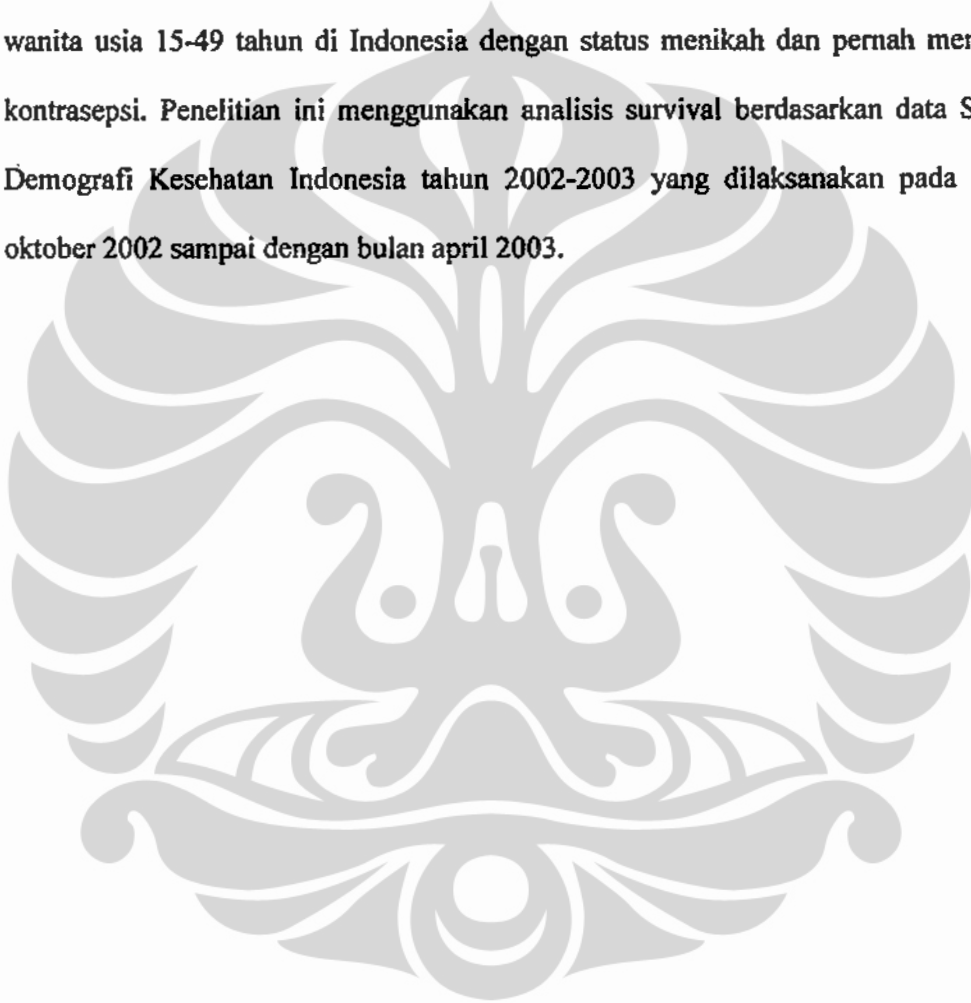 wanita usia 15-49 tahun di Indonesia dengan status menikah dan pernah
kontrasepsi. Penelitian ini menggunakan analisis survival berdasarkan data
Demografi Kesehatan Indonesia tahun 2002-2003 yang dilaksanakan pada
oktober 2002 sampai dengan bulan april 2003.